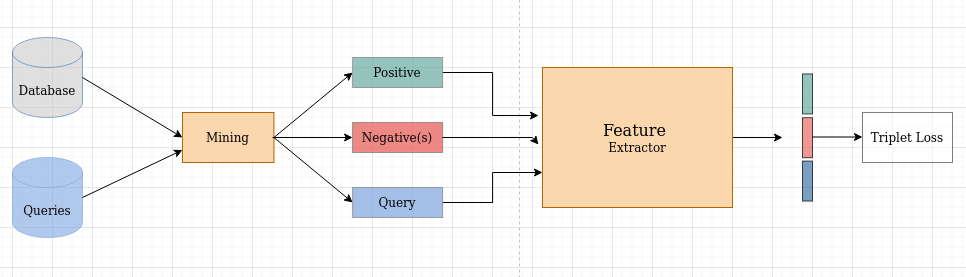 Database
Queries
Mining
Positive
Negative(s)
Query
Feature
Extractor
Triplet Loss